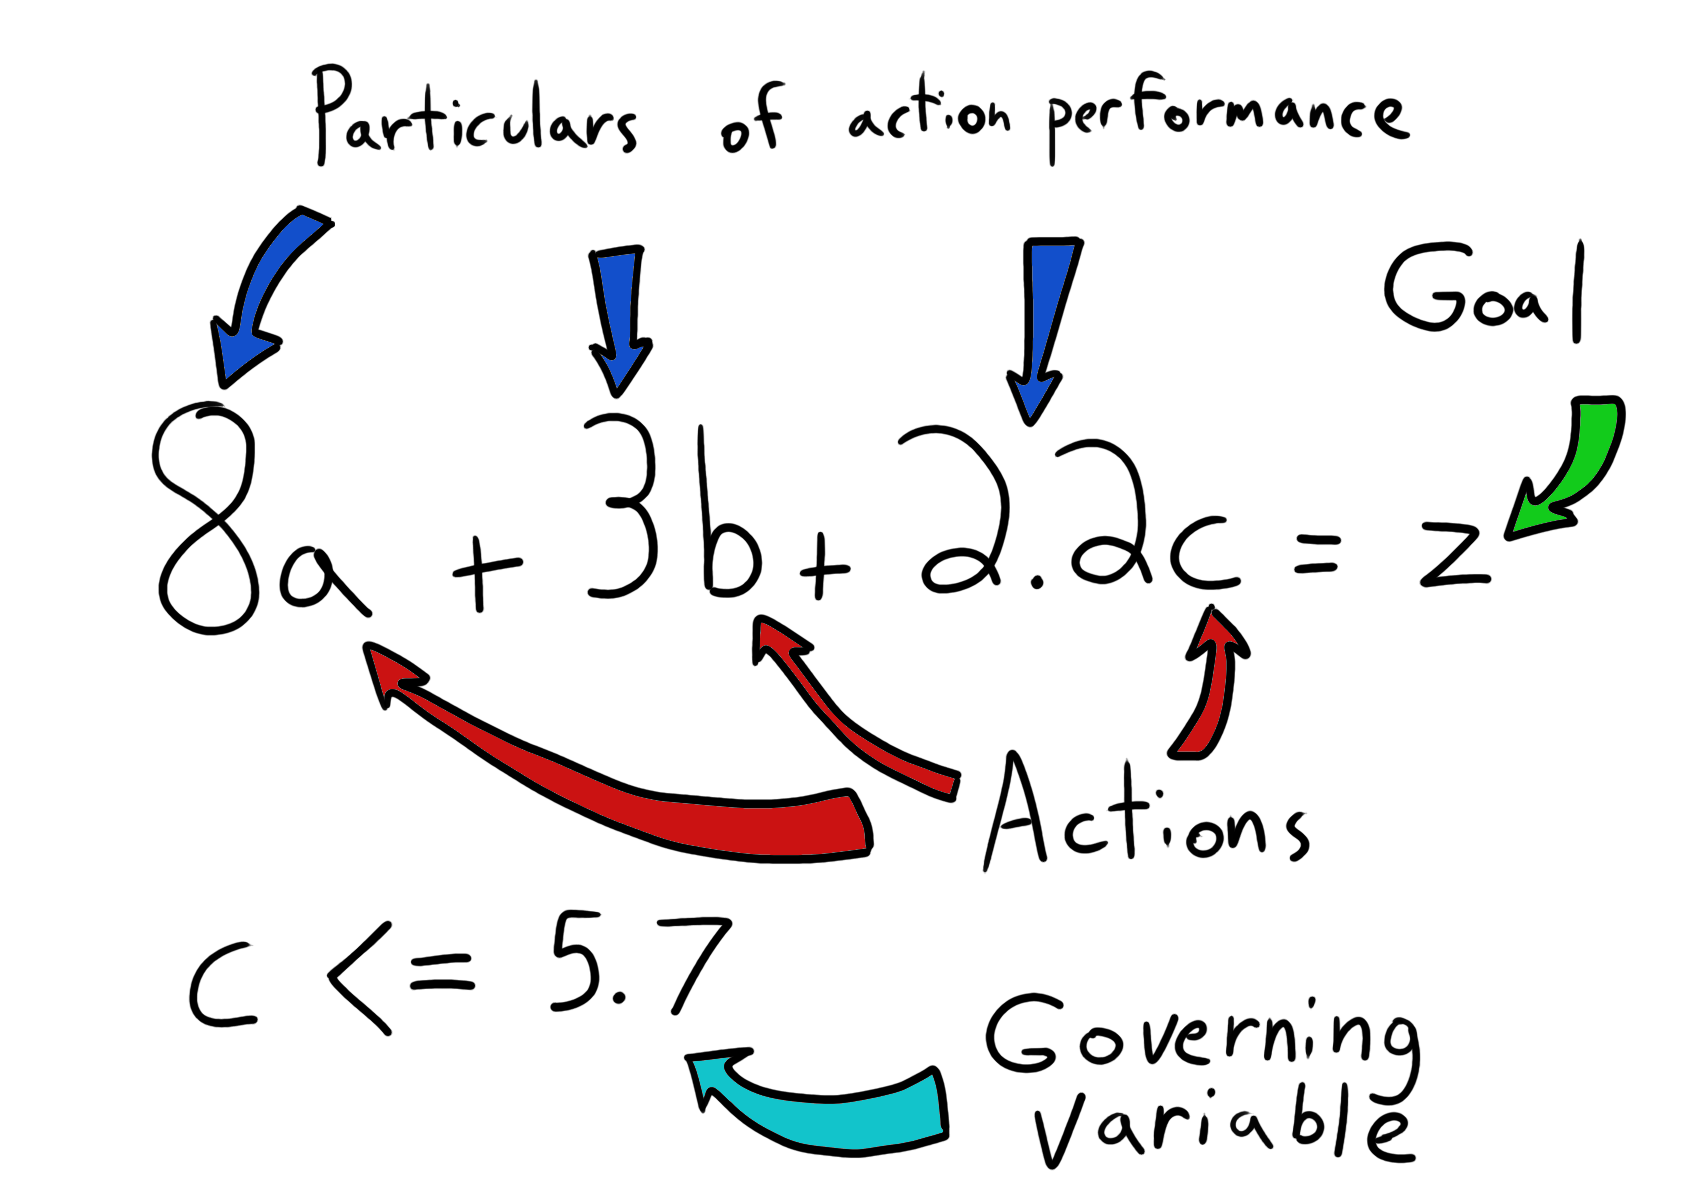 Particulars of action performance
Goal
8a + 3b + 2.2c = z
Actions
c <= 5.7
Governing
variable